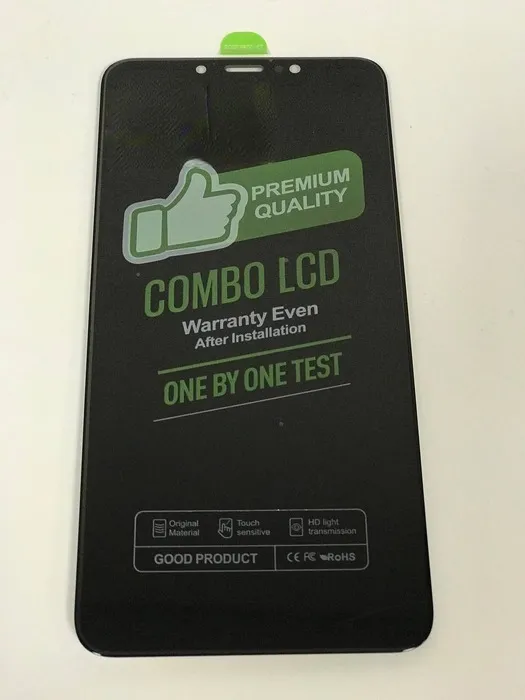 PREMIUM
QUALITY
COMBO LCD
Warranty Even
After Installation
ONE BY ONE TEST
Original
Material
Touch
sensitive
HD light
transmission
GOOD PRODUCT
CE FC RoHS